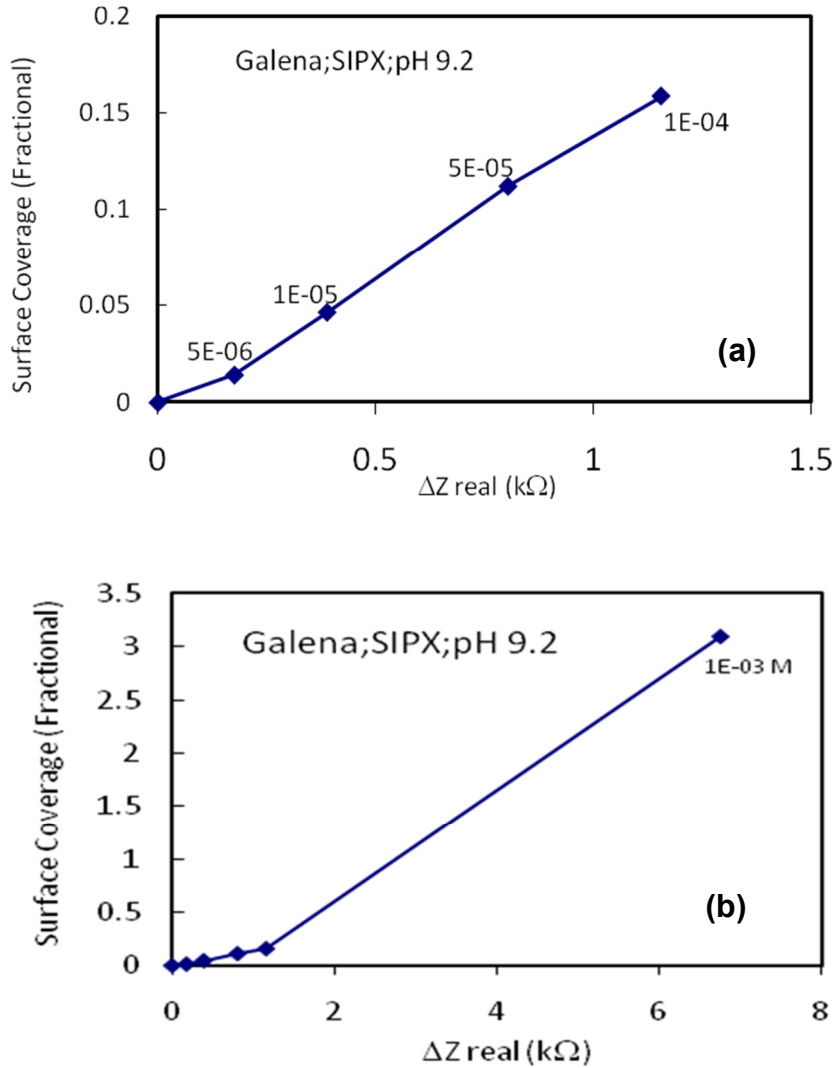 Galena;SIPX;pH 9.2
Surface Coverage (Fractional)
0.2
0.15
0.1
0.05
0
5E-06
1E-05
5E-05
1E-04
(a)
0 0.5 1 1.5
ΔZ real (kΩ)
Galena;SIPX;pH 9.2
Surface Coverage (Fractional)
3.5
3
2.5
2
1.5
1
0.5
0
1E-03 M
(b)
0 2 4 6 8
ΔZ real (kΩ)